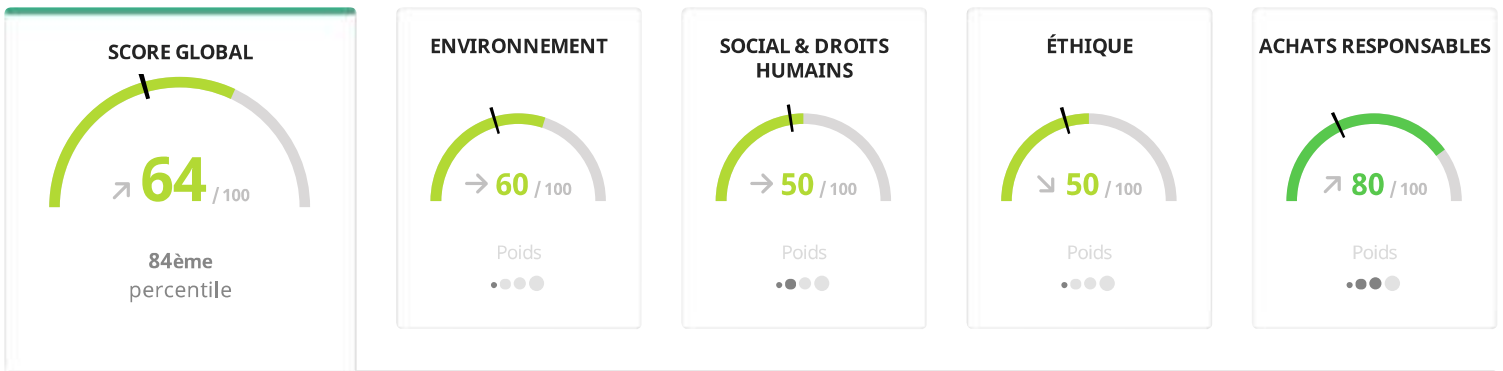 SCORE GLOBAL
64 / 100
84ème
percentile
ENVIRONNEMENT
60 / 100
Poids
SOCIAL & DROITS
HUMAINS
50 / 100
Poids
ÉTHIQUE
50 / 100
Poids
ACHATS RESPONSABLES
80 / 100
Poids